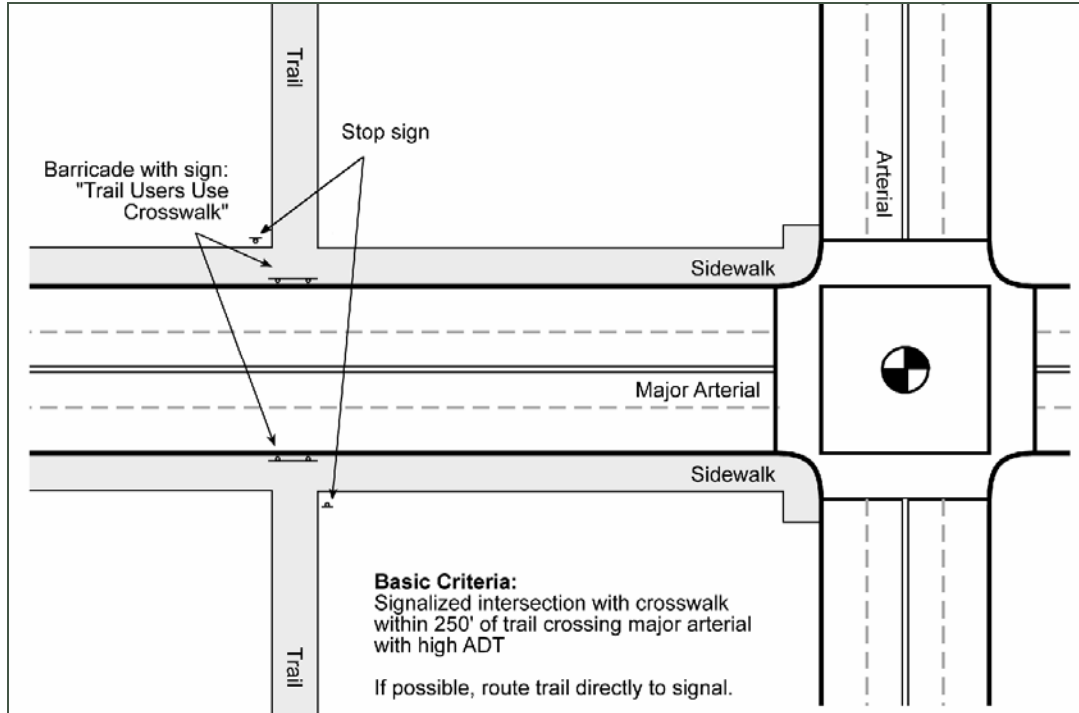 Trail
Stop sign
Barricade with sign:
"Trail Users Use
Crosswalk"
Arterial
Sidewalk
Major Arterial
Sidewalk
Basic Criteria:
Signalized intersection with crosswalk
within 250' of trail crossing major arterial
with high ADT
If possible, route trail directly to signal.
Trail